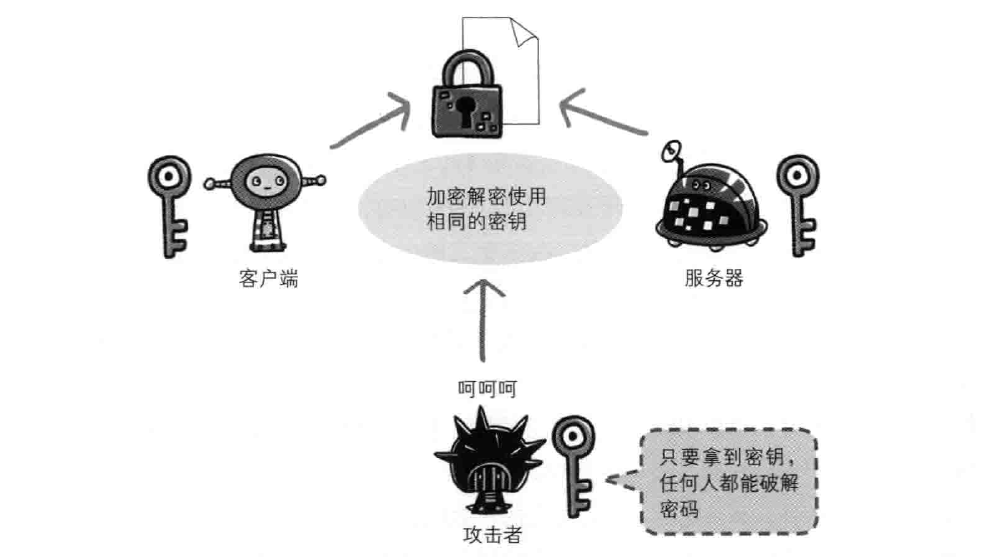 加密解密使用
相同的密钥
客户端
服务器
呵呵呵
只要拿到密钥，
任何人都能破解
密码
攻击者